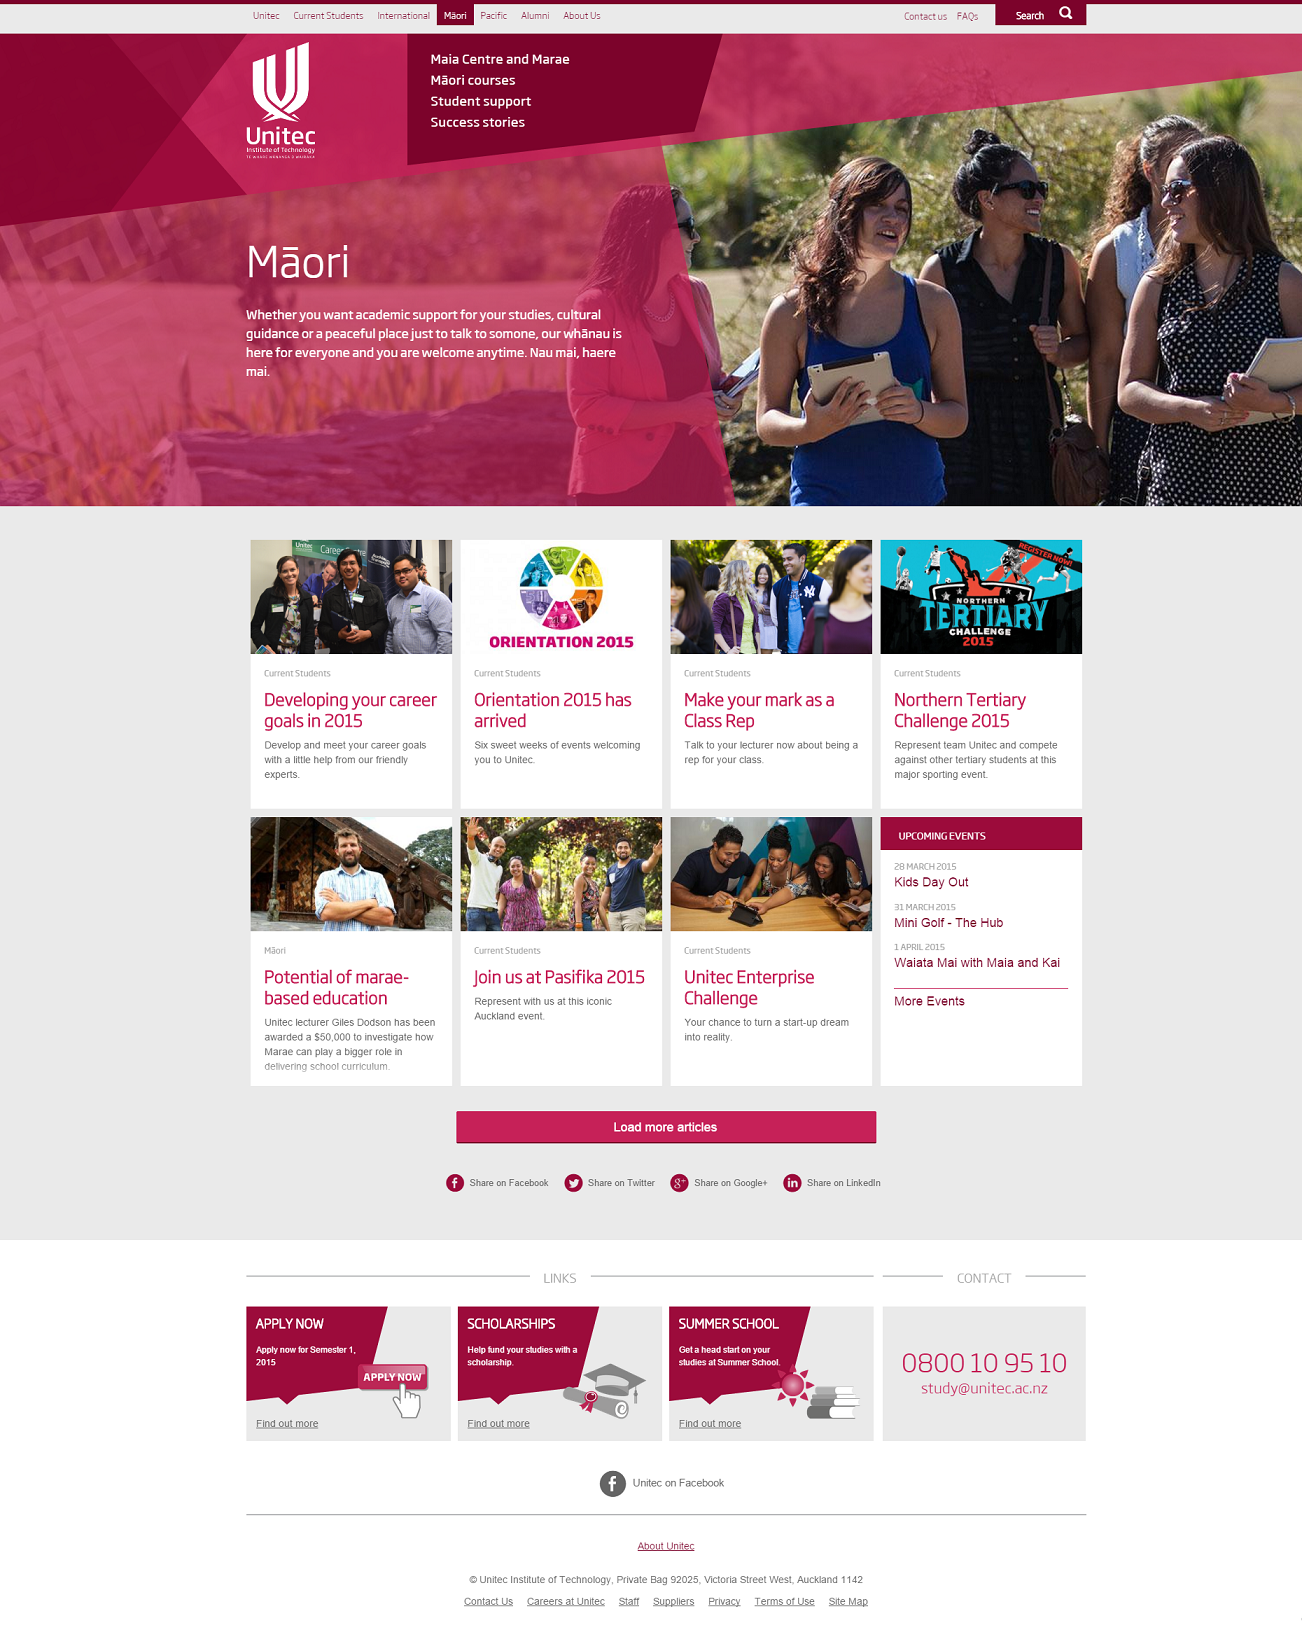 Unitec Current Students International Māori Pacific Alumni About Us Contact us FAQs Search
Maia Centre and Marae
Māori courses
Student support
Success stories
Unitec
Institute of Technology
TE WHARE WĀNANGA O WAIRAKA
Māori
Whether you want academic support for your studies, cultural
guidance or a peaceful place just to talk to somone, our whānau is
here for everyone and you are welcome anytime. Nau mai, haere
mai.
Unitec
ORIENTATION 2015
REGISTER NOW!
NORTHERN
TERTIARY
CHALLENGE
2015
Current Students
Developing your career
goals in 2015
Develop and meet your career goals
with a little help from our friendly
experts.
Current Students
Orientation 2015 has
arrived
Six sweet weeks of events welcoming
you to Unitec.
Current Students
Make your mark as a
Class Rep
Talk to your lecturer now about being a
rep for your class.
Current Students
Northern Tertiary
Challenge 2015
Represent team Unitec and compete
against other tertiary students at this
major sporting event.
Māori
Potential of marae-
based education
Unitec lecturer Giles Dodson has been
awarded a $50,000 to investigate how
Marae can play a bigger role in
delivering school curriculum.
Current Students
Join us at Pasifika 2015
Represent with us at this iconic
Auckland event.
Current Students
Unitec Enterprise
Challenge
Your chance to turn a start-up dream
into reality.
UPCOMING EVENTS
28 MARCH 2015
Kids Day Out
31 MARCH 2015
Mini Golf - The Hub
1 APRIL 2015
Waiata Mai with Maia and Kai
More Events
Load more articles
Share on Facebook Share on Twitter Share on Google+ Share on LinkedIn
LINKS
CONTACT
APPLY NOW
Apply now for Semester 1,
2015
APPLY NOW
Find out more
SCHOLARSHIPS
Help fund your studies with a
scholarship.
Find out more
SUMMER SCHOOL
Get a head start on your
studies at Summer School.
Find out more
0800 10 95 10
study@unitec.ac.nz
Unitec on Facebook
About Unitec
© Unitec Institute of Technology, Private Bag 92025, Victoria Street West, Auckland 1142
Contact Us Careers at Unitec Staff Suppliers Privacy Terms of Use Site Map